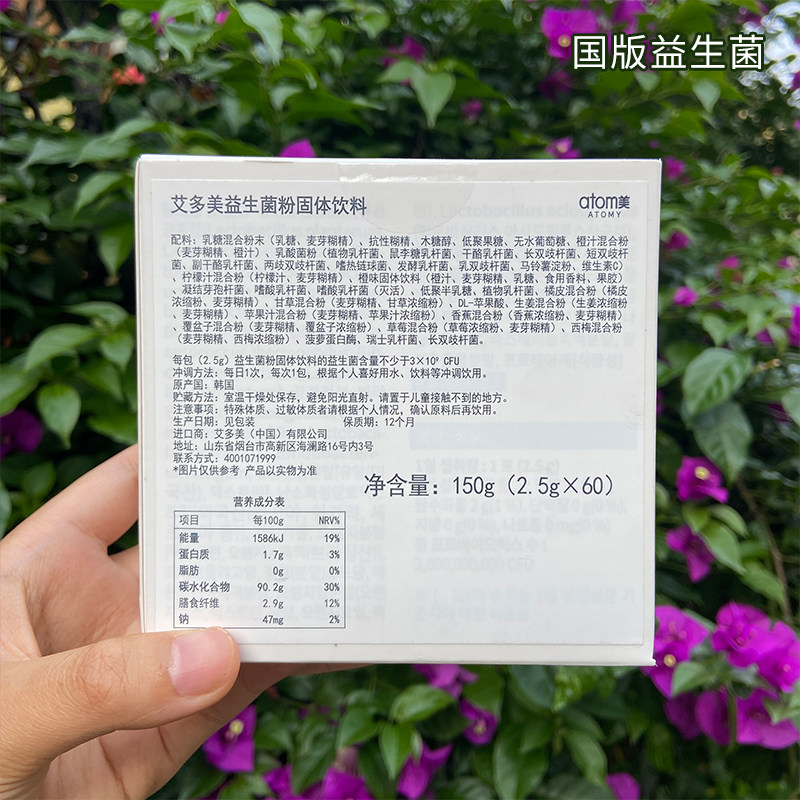 国版益生菌
艾多美益生菌粉固体饮料
atom美
ATOMY
配料：乳糖混合粉末（乳糖、麦芽糊精）、抗性糊精、木糖醇、低聚果糖、无水葡萄糖、橙汁混合粉
（麦芽糊精、橙汁）、乳酸菌粉（植物乳杆菌、鼠李糖乳杆菌、干酪乳杆菌、长双歧杆菌、短双歧杆
菌、副干酪乳杆菌、两歧双歧杆菌、嗜热链球菌、发酵乳杆菌、乳双歧杆菌、马铃薯淀粉、维生素C）
、柠檬汁混合粉（柠檬汁、麦芽糊精）、橙味固体饮料（橙汁、麦芽糊精、乳糖、食用香料、果胶）
、凝结芽孢杆菌、嗜酸乳杆菌、嗜酸乳杆菌（灭活）、低聚半乳糖、植物乳杆菌、橘皮混合粉（橘皮
浓缩粉、麦芽糊精）、甘草混合粉（麦芽糊精、甘草浓缩粉）、DL-苹果酸、生姜混合粉（生姜浓缩粉
、麦芽糊精）、苹果汁混合粉（麦芽糊精、苹果汁浓缩粉）、香蕉混合粉（香蕉浓缩粉、麦芽糊精）
、覆盆子混合粉（麦芽糊精、覆盆子浓缩粉）、草莓混合粉（草莓浓缩粉、麦芽糊精）、西梅混合粉
（麦芽糊精、西梅浓缩粉）、菠萝蛋白酶、瑞士乳杆菌、长双歧杆菌。
每包（2.5g）益生菌粉固体饮料的益生菌含量不少于3×10⁹ CFU
冲调方法：每日1次，每次1包，根据个人喜好用水、饮料等冲调饮用。
原产国：韩国
贮藏方法：室温干燥处保存，避免阳光直射。请置于儿童接触不到的地方。
注意事项：特殊体质、过敏体质者请根据个人情况，确认原料后再饮用。
生产日期：见包装 保质期：12个月
进口商：艾多美（中国）有限公司
地址：山东省烟台市高新区海澜路16号内3号
联系方式：4001071999
*图片仅供参考 产品以实物为准
净含量：150g（2.5g×60）
营养成分表
项目 每100g NRV%
能量 1586kJ 19%
蛋白质 1.7g 3%
脂肪 0g 0%
碳水化合物 90.2g 30%
膳食纤维 2.9g 12%
钠 47mg 2%